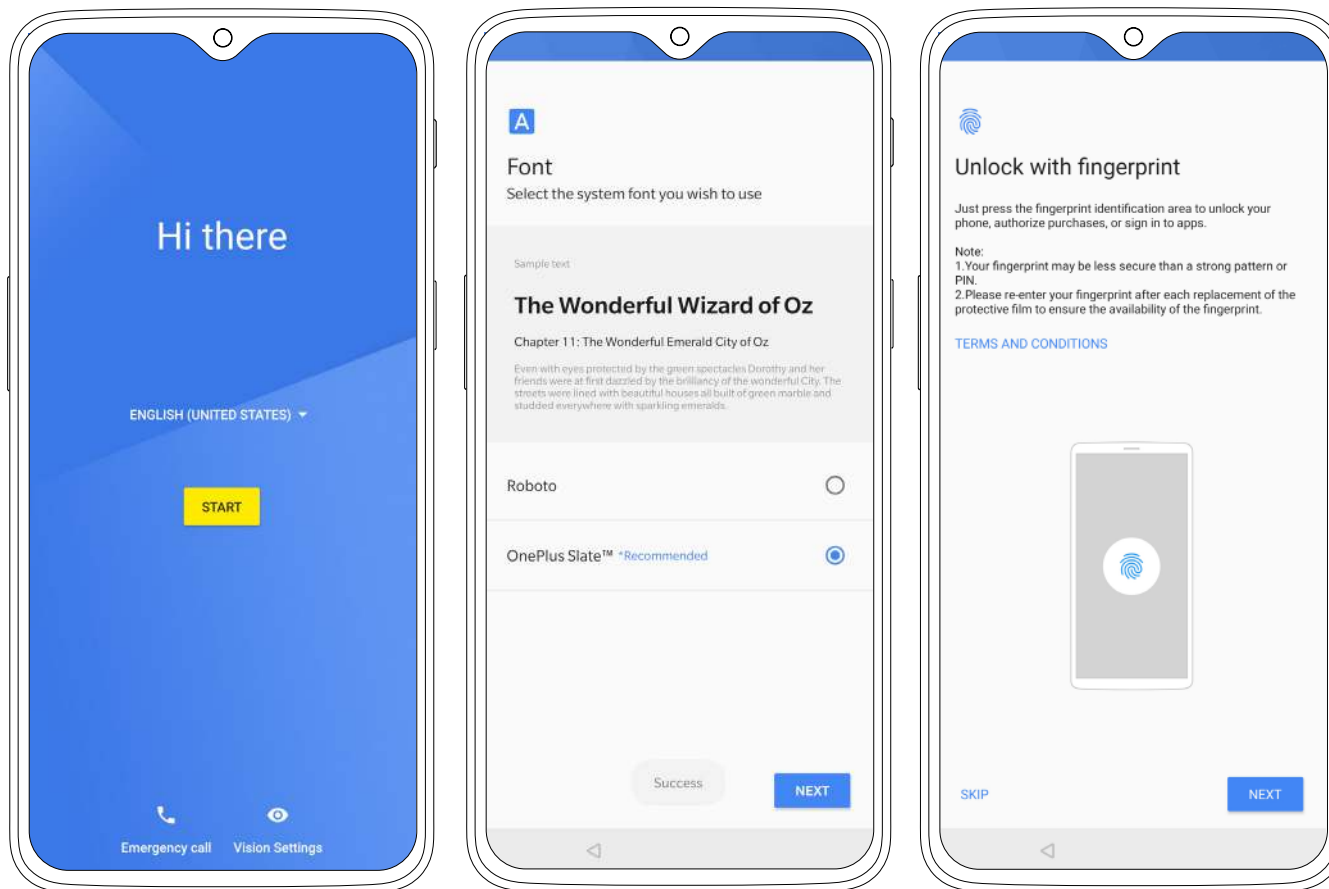 Hi there
ENGLISH (UNITED STATES)
START
Emergency call Vision Settings
A
Font
Select the system font you wish to use
Sample text
The Wonderful Wizard of Oz
Chapter 11: The Wonderful Emerald City of Oz
Even with eyes protected by the green spectacles Dorothy and her
friends were at first dazzled by the brilliancy of the wonderful City. The
streets were lined with beautiful houses all built of green marble and
studded everywhere with sparkling emeralds.
Roboto
OnePlus Slate™ *Recommended
Success
NEXT
Unlock with fingerprint
Just press the fingerprint identification area to unlock your
phone, authorize purchases, or sign in to apps.
Note:
1.Your fingerprint may be less secure than a strong pattern or
PIN.
2.Please re-enter your fingerprint after each replacement of the
protective film to ensure the availability of the fingerprint.
TERMS AND CONDITIONS
SKIP NEXT